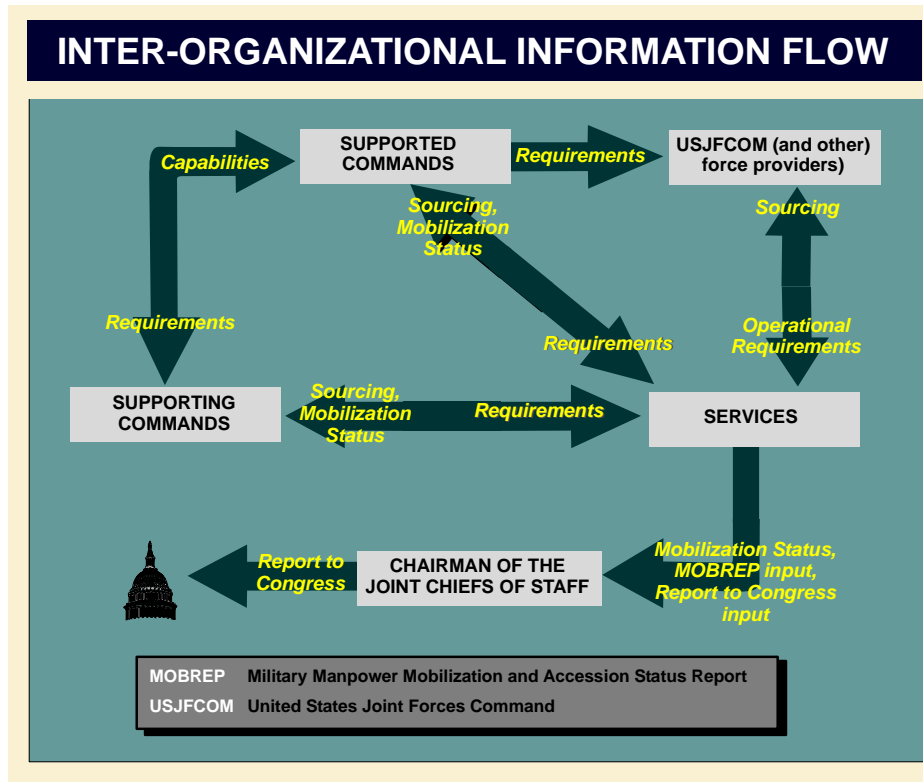 INTER-ORGANIZATIONAL INFORMATION FLOW
Capabilities
SUPPORTED
COMMANDS
Requirements
USJFCOM (and other)
force providers)
Sourcing,
Mobilization
Status
Sourcing
Requirements
Requirements
Operational
Requirements
SUPPORTING
COMMANDS
Sourcing,
Mobilization
Status
Requirements
SERVICES
Report to
Congress
CHAIRMAN OF THE
JOINT CHIEFS OF STAFF
Mobilization Status,
MOBREP input,
Report to Congress
input
MOBREP Military Manpower Mobilization and Accession Status Report
USJFCOM United States Joint Forces Command